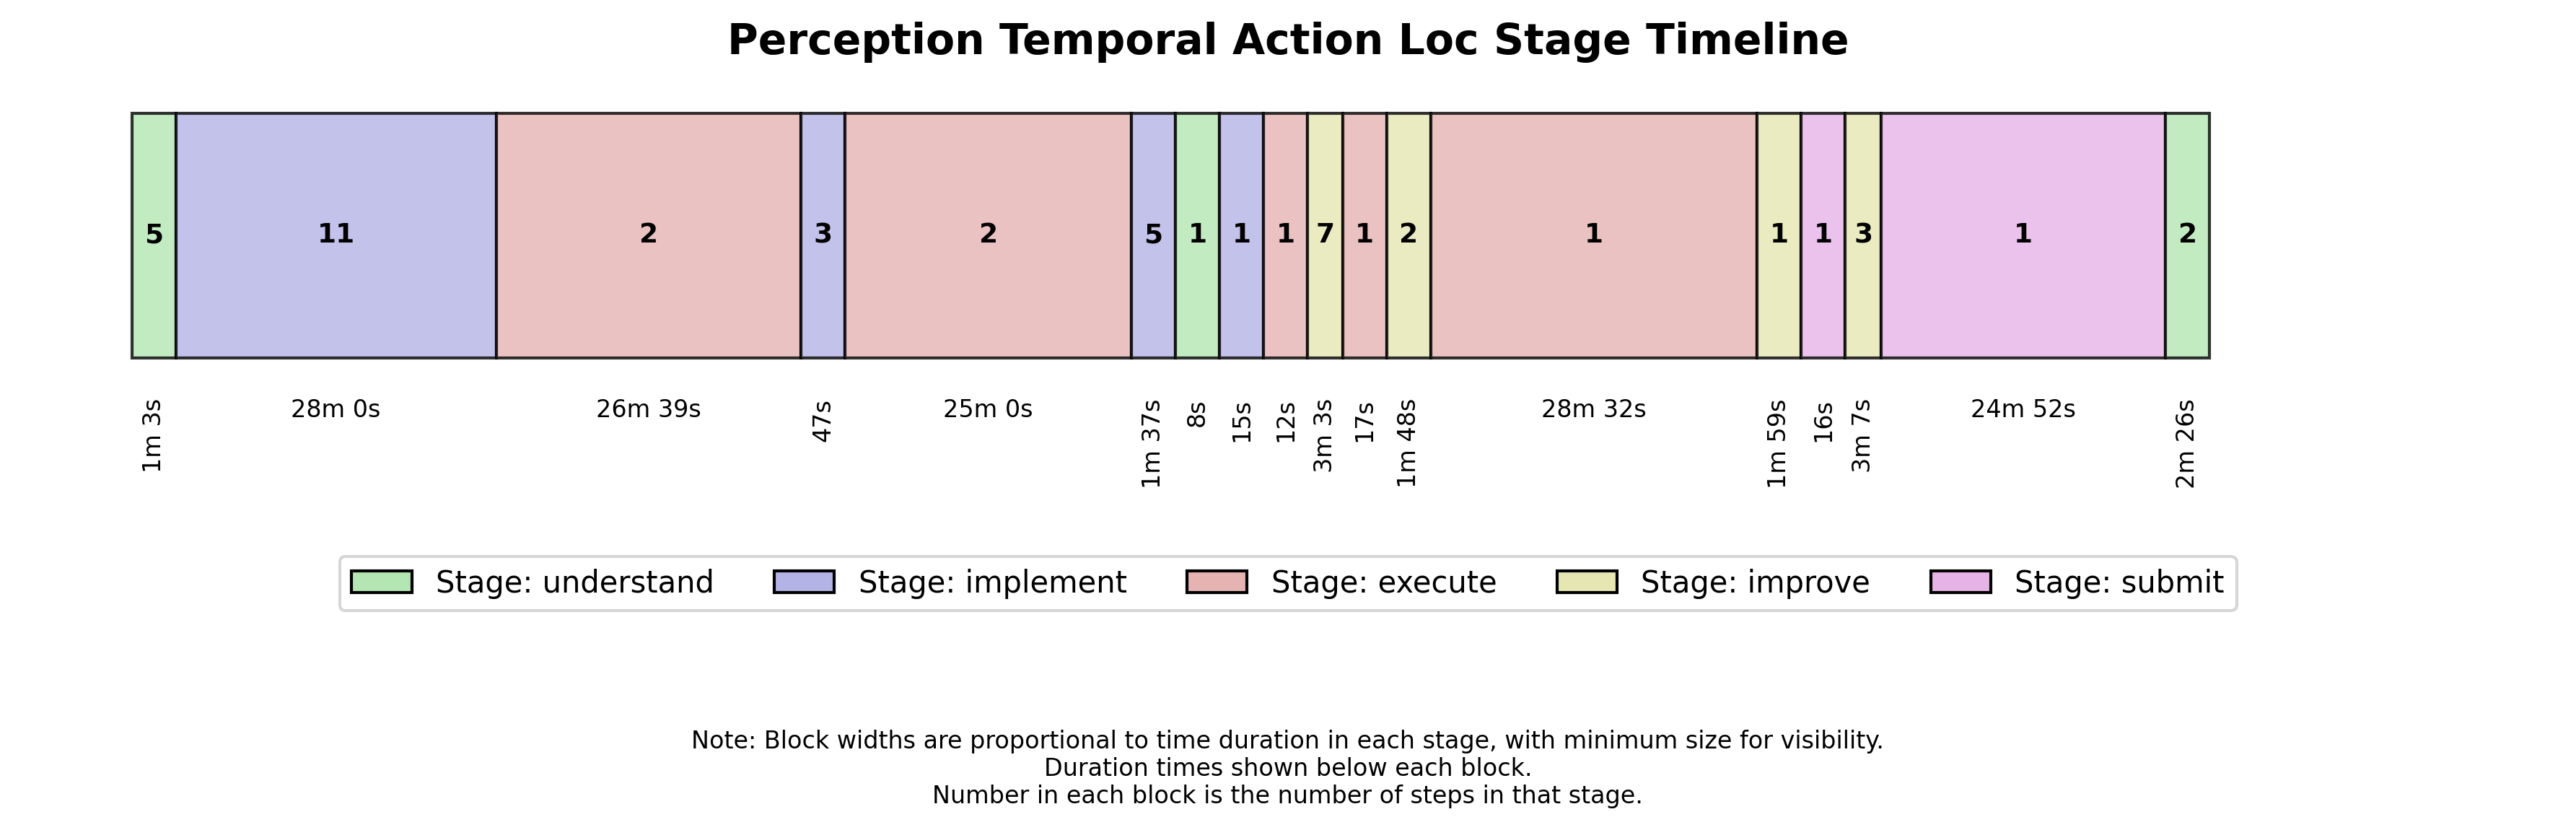 Perception Temporal Action Loc Stage Timeline
5 11 2 3 2 5 1 1 1 7 1 2 1 1 1 3 1 2
1m 3s 28m 0s 26m 39s 47s 25m 0s 1m 37s 8s 15s 12s 3m 3s 17s 1m 48s 28m 32s 1m 59s 16s 3m 7s 24m 52s 2m 26s
Stage: understand Stage: implement Stage: execute Stage: improve Stage: submit
Note: Block widths are proportional to time duration in each stage, with minimum size for visibility.
Duration times shown below each block.
Number in each block is the number of steps in that stage.